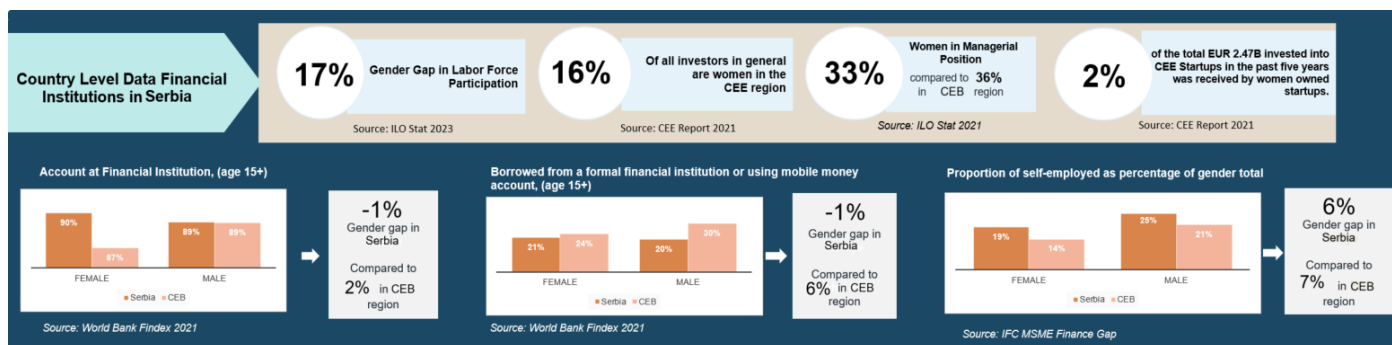 Country Level Data Financial
Institutions in Serbia
17%
Gender Gap in Labor Force
Participation
Source: ILO Stat 2023
16%
Of all investors in general
are women in the
CEE region
Source: CEE Report 2021
33%
Women in Managerial
Position
compared to 36%
in CEB region
Source: ILO Stat 2021
2%
of the total EUR 2.47B invested into
CEE Startups in the past five years
was received by women owned
startups.
Source: CEE Report 2021
Account at Financial Institution, (age 15+)
90%
87%
89%
89%
FEMALE
MALE
Serbia
CEB
Source: World Bank Findex 2021
-1%
Gender gap in
Serbia
Compared to
2% in CEB
region
Borrowed from a formal financial institution or using mobile money
account, (age 15+)
21%
24%
20%
30%
FEMALE
MALE
Serbia
CEB
Source: World Bank Findex 2021
-1%
Gender gap in
Serbia
Compared to
6% in CEB
region
Proportion of self-employed as percentage of gender total
19%
14%
25%
21%
FEMALE
MALE
Serbia
CEB
Source: IFC MSME Finance Gap
6%
Gender gap in
Serbia
Compared to
7% in CEB
region